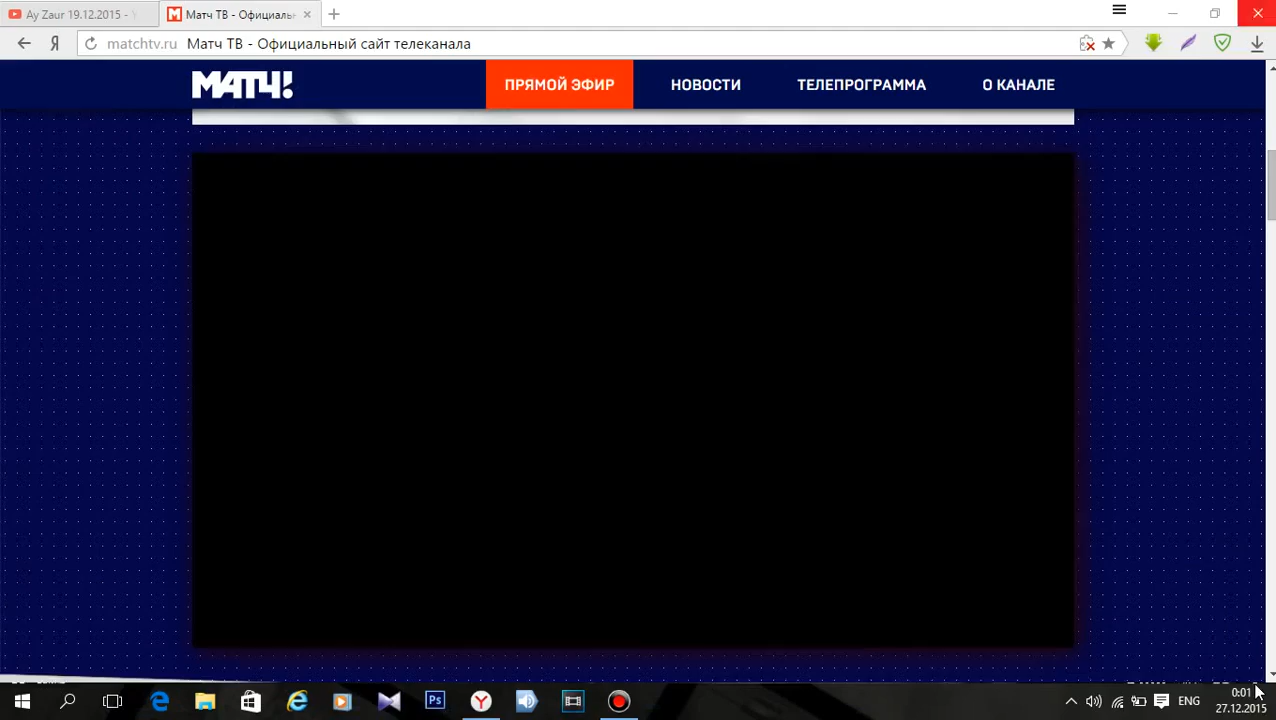 Ay Zaur 19.12.2015 - Y
Матч ТВ - Официальн
Я matchtv.ru Матч ТВ - Официальный сайт телеканала
МАТЧ! ПРЯМОЙ ЭФИР НОВОСТИ ТЕЛЕПРОГРАММА О КАНАЛЕ
Ps Y ENG 0:01
27.12.2015